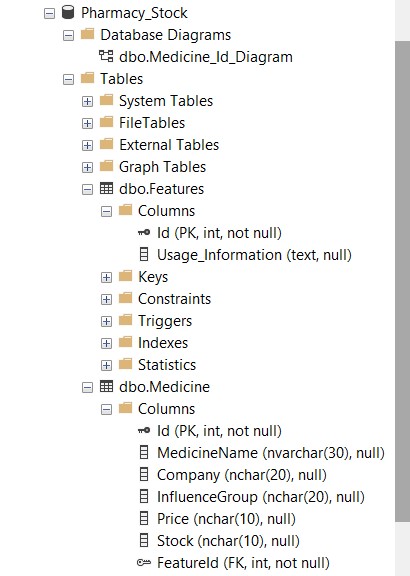 Pharmacy_Stock
Database Diagrams
dbo.Medicine_Id_Diagram
Tables
System Tables
FileTables
External Tables
Graph Tables
dbo.Features
Columns
Id (PK, int, not null)
Usage_Information (text, null)
Keys
Constraints
Triggers
Indexes
Statistics
dbo.Medicine
Columns
Id (PK, int, not null)
MedicineName (nvarchar(30), null)
Company (nchar(20), null)
InfluenceGroup (nchar(20), null)
Price (nchar(10), null)
Stock (nchar(10), null)
FeatureId (FK, int, not null)